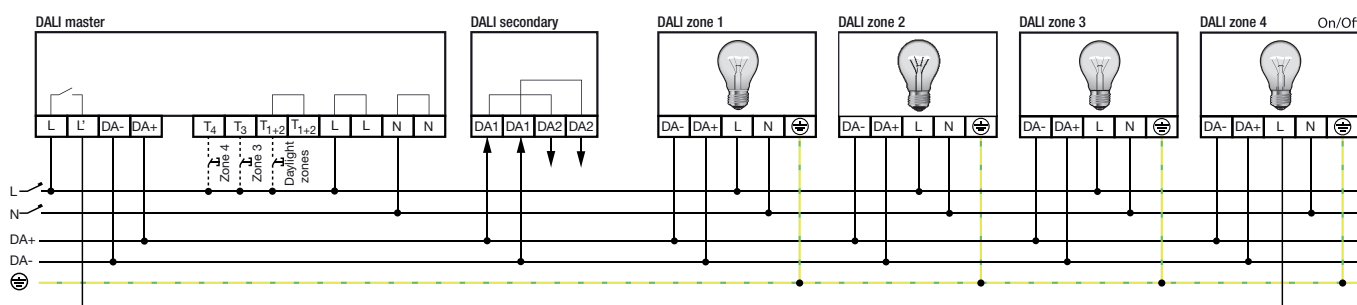 DALI master DALI secondary DALI zone 1 DALI zone 2 DALI zone 3 DALI zone 4 On/Off
L L' DA- DA+ T4 T3 T1+2 T1+2 L L N N DA1 DA1 DA2 DA2 DA- DA+ L N DA- DA+ L N DA- DA+ L N DA- DA+ L N
Zone 4
Zone 3
Daylight
zones
L
N
DA+
DA-